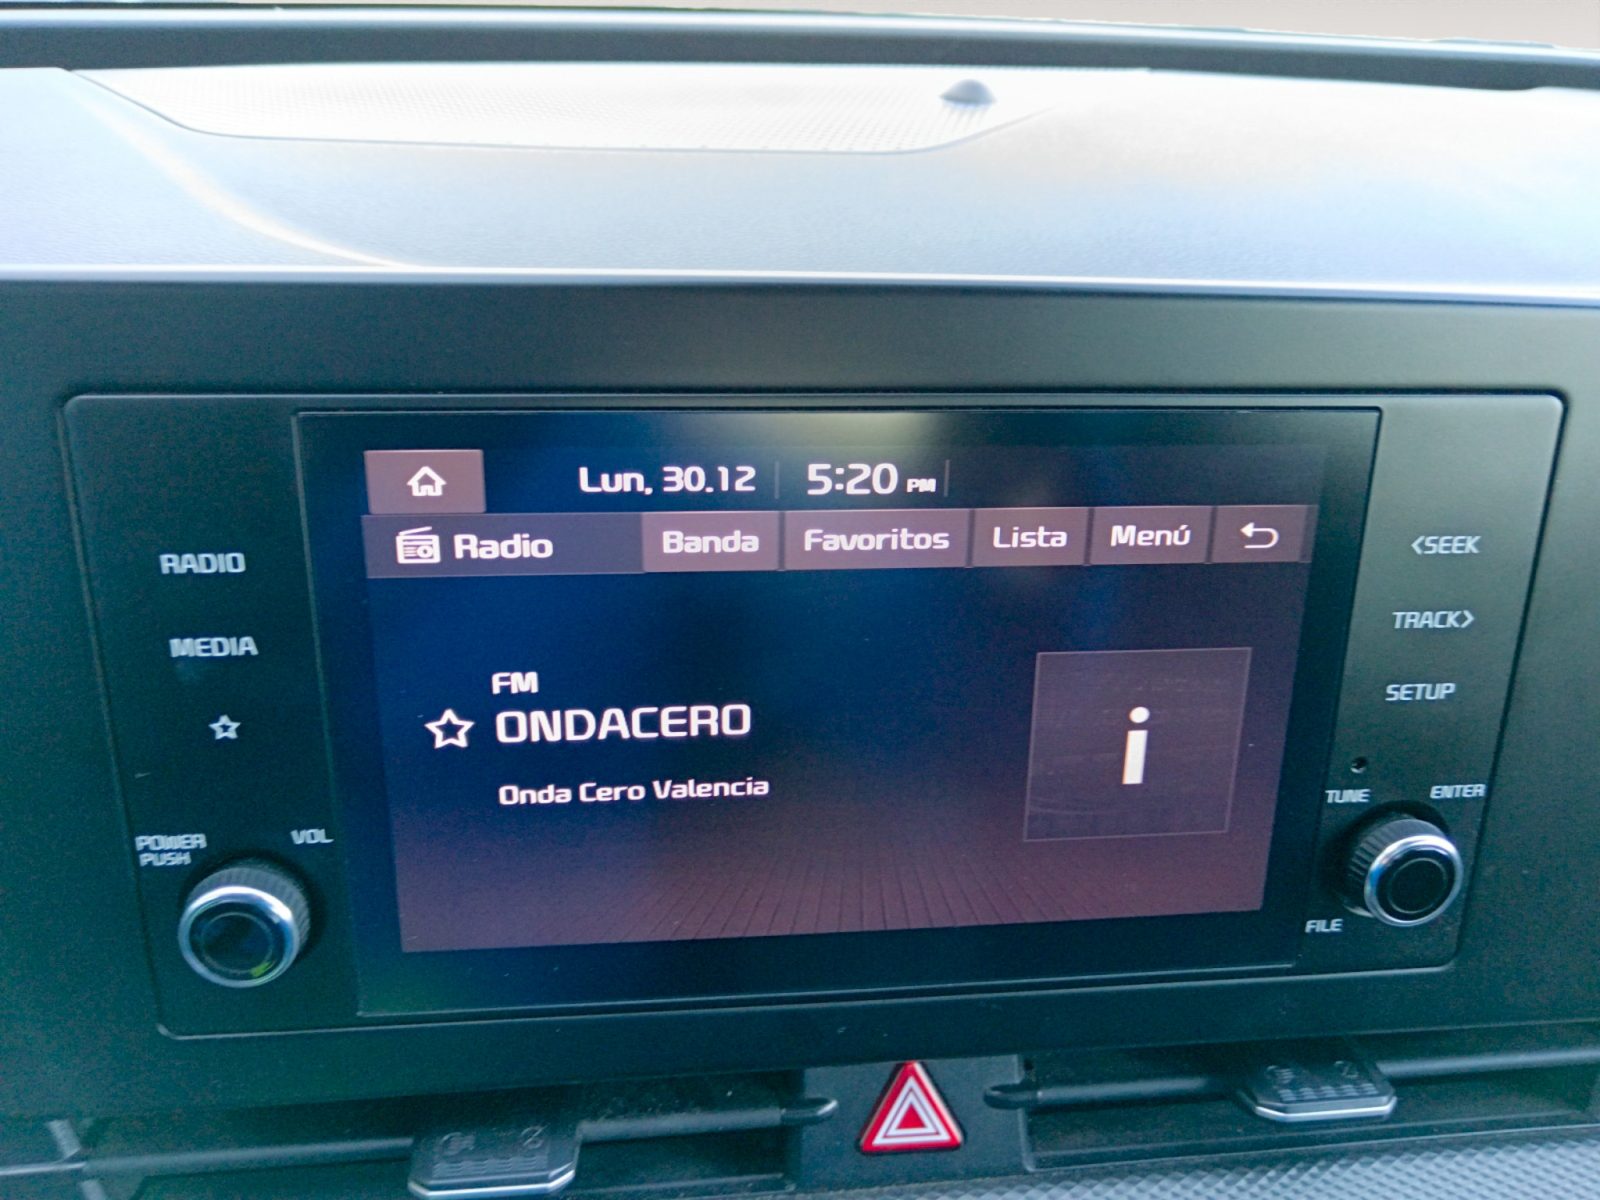 Lun, 30.12 5:20 PM
Radio Banda Favoritos Lista Menú
FM
ONDACERO
Onda Cero Valencia
i
RADIO
MEDIA
POWER
PUSH
VOL
<SEEK
TRACK>
SETUP
TUNE
ENTER
FILE